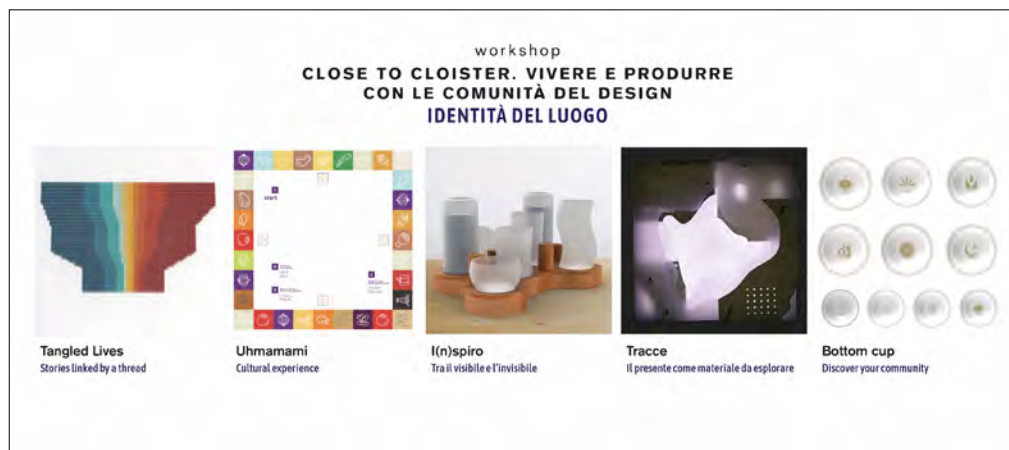 workshop
CLOSE TO CLOISTER. VIVERE E PRODURRE
CON LE COMUNITÀ DEL DESIGN
IDENTITÀ DEL LUOGO
start
Tangled Lives
Stories linked by a thread
Uhmamami
Cultural experience
I(n)spiro
Tra il visibile e l'invisibile
Tracce
Il presente come materiale da esplorare
Bottom cup
Discover your community